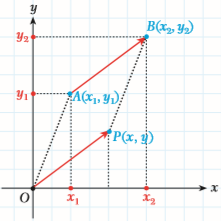 y
B(x₂, y₂)
y₂
y₁
A(x₁, y₁)
P(x, y)
O
x₁
x₂
x